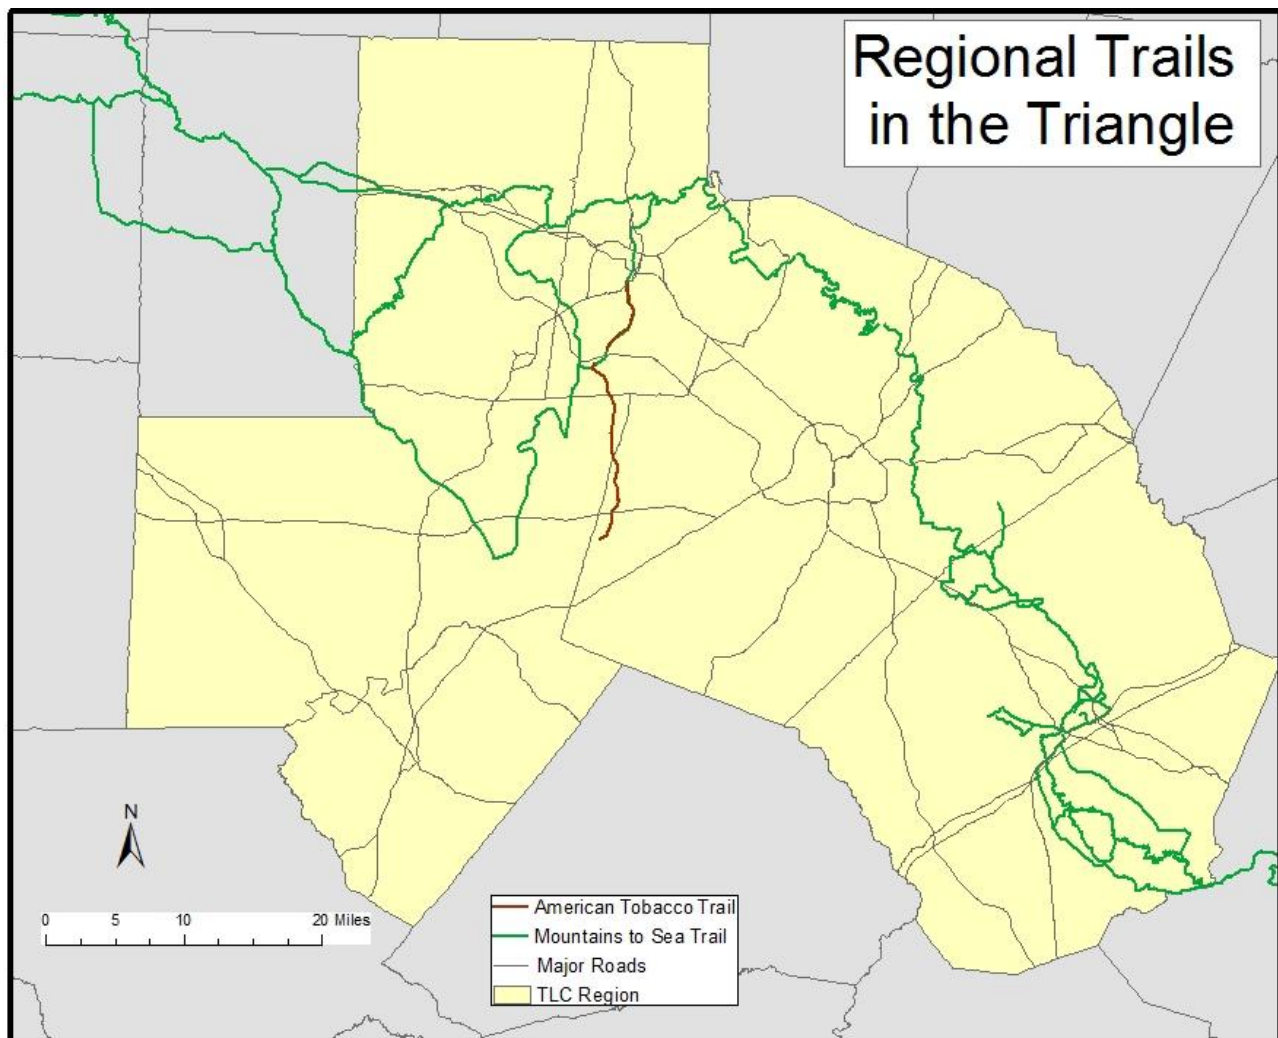 Regional Trails
in the Triangle
N
0 5 10 20 Miles
American Tobacco Trail
Mountains to Sea Trail
Major Roads
TLC Region